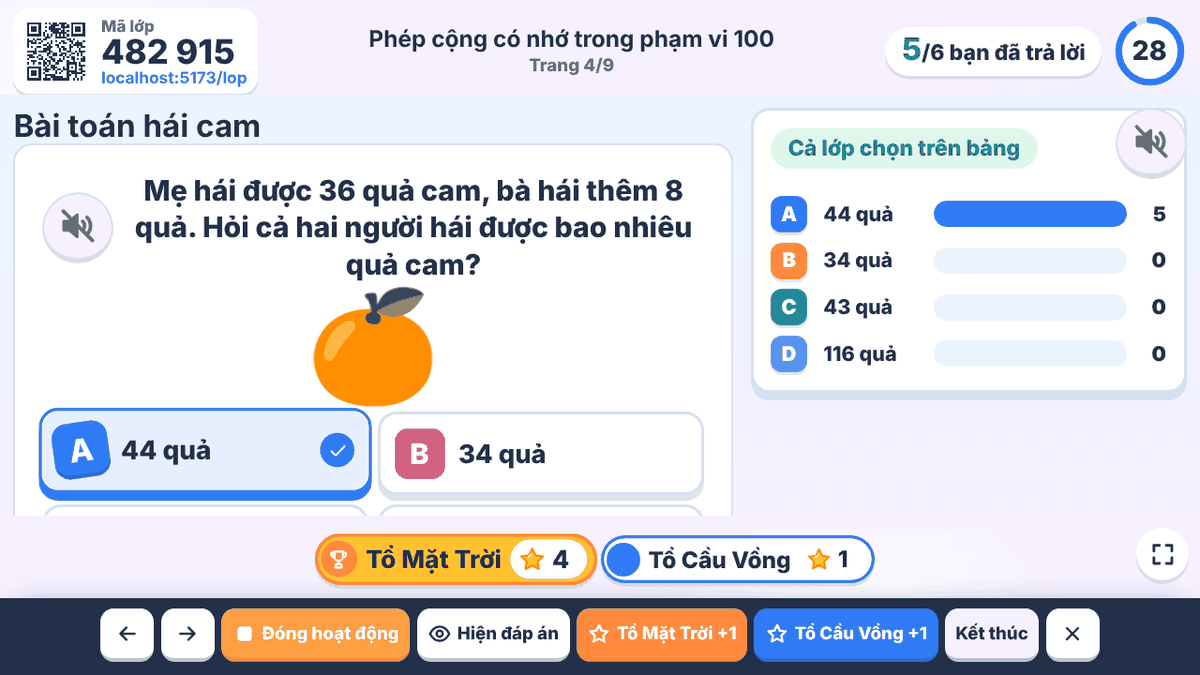 Mã lớp
482 915
localhost:5173/lop
Phép cộng có nhớ trong phạm vi 100
Trang 4/9
5/6 bạn đã trả lời
28
Bài toán hái cam
Mẹ hái được 36 quả cam, bà hái thêm 8
quả. Hỏi cả hai người hái được bao nhiêu
quả cam?
A 44 quả
B 34 quả
Cả lớp chọn trên bảng
A 44 quả 5
B 34 quả 0
C 43 quả 0
D 116 quả 0
Tổ Mặt Trời 4
Tổ Cầu Vồng 1
Đóng hoạt động
Hiện đáp án
Tổ Mặt Trời +1
Tổ Cầu Vồng +1
Kết thúc